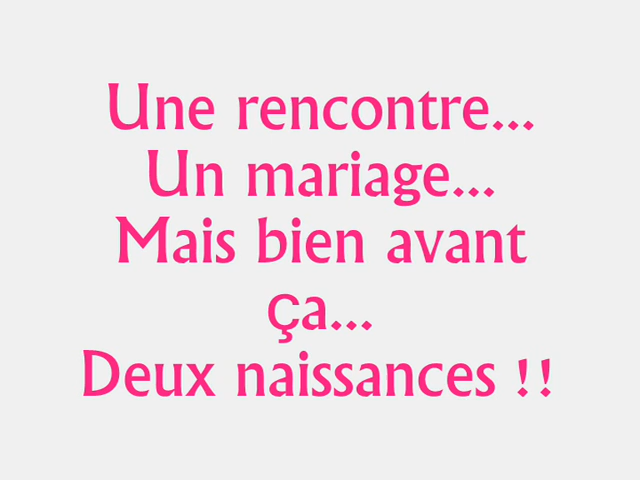 Une rencontre...
Un mariage...
Mais bien avant
ça...
Deux naissances !!